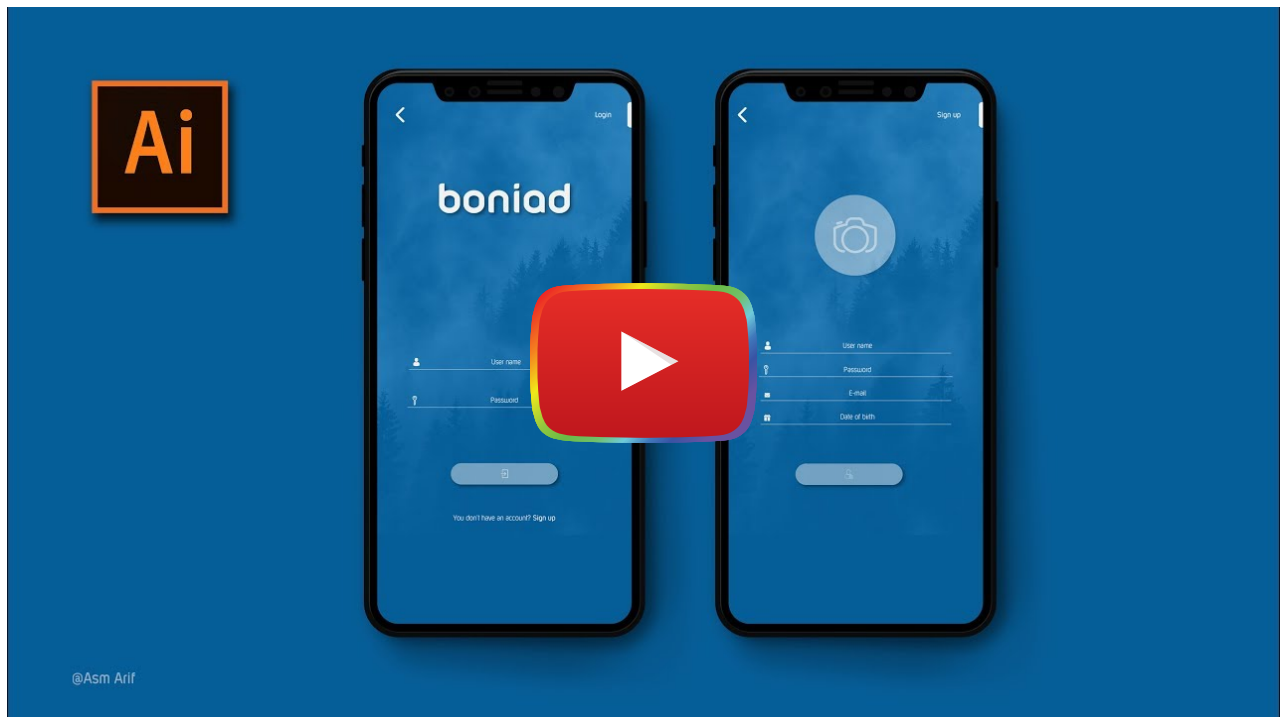 Ai
Login
boniad
User name
Password
You don't have an account? Sign up
Sign up
User name
Password
E-mail
Date of birth
@Asm Arif